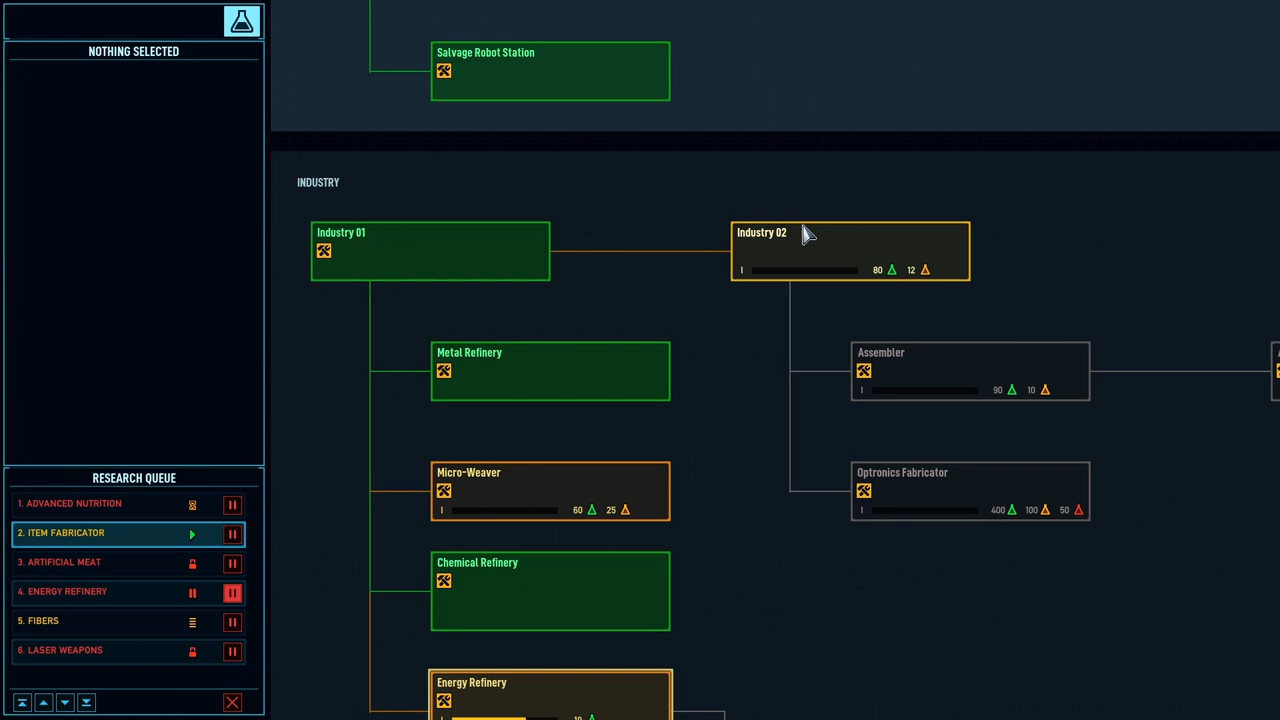 NOTHING SELECTED
Salvage Robot Station
INDUSTRY
Industry 01
Industry 02
I 80 12
Metal Refinery
Assembler
I 90 10
Micro-Weaver
I 60 25
Optronics Fabricator
I 400 100 50
Chemical Refinery
Energy Refinery
RESEARCH QUEUE
1. ADVANCED NUTRITION
2. ITEM FABRICATOR
3. ARTIFICIAL MEAT
4. ENERGY REFINERY
5. FIBERS
6. LASER WEAPONS